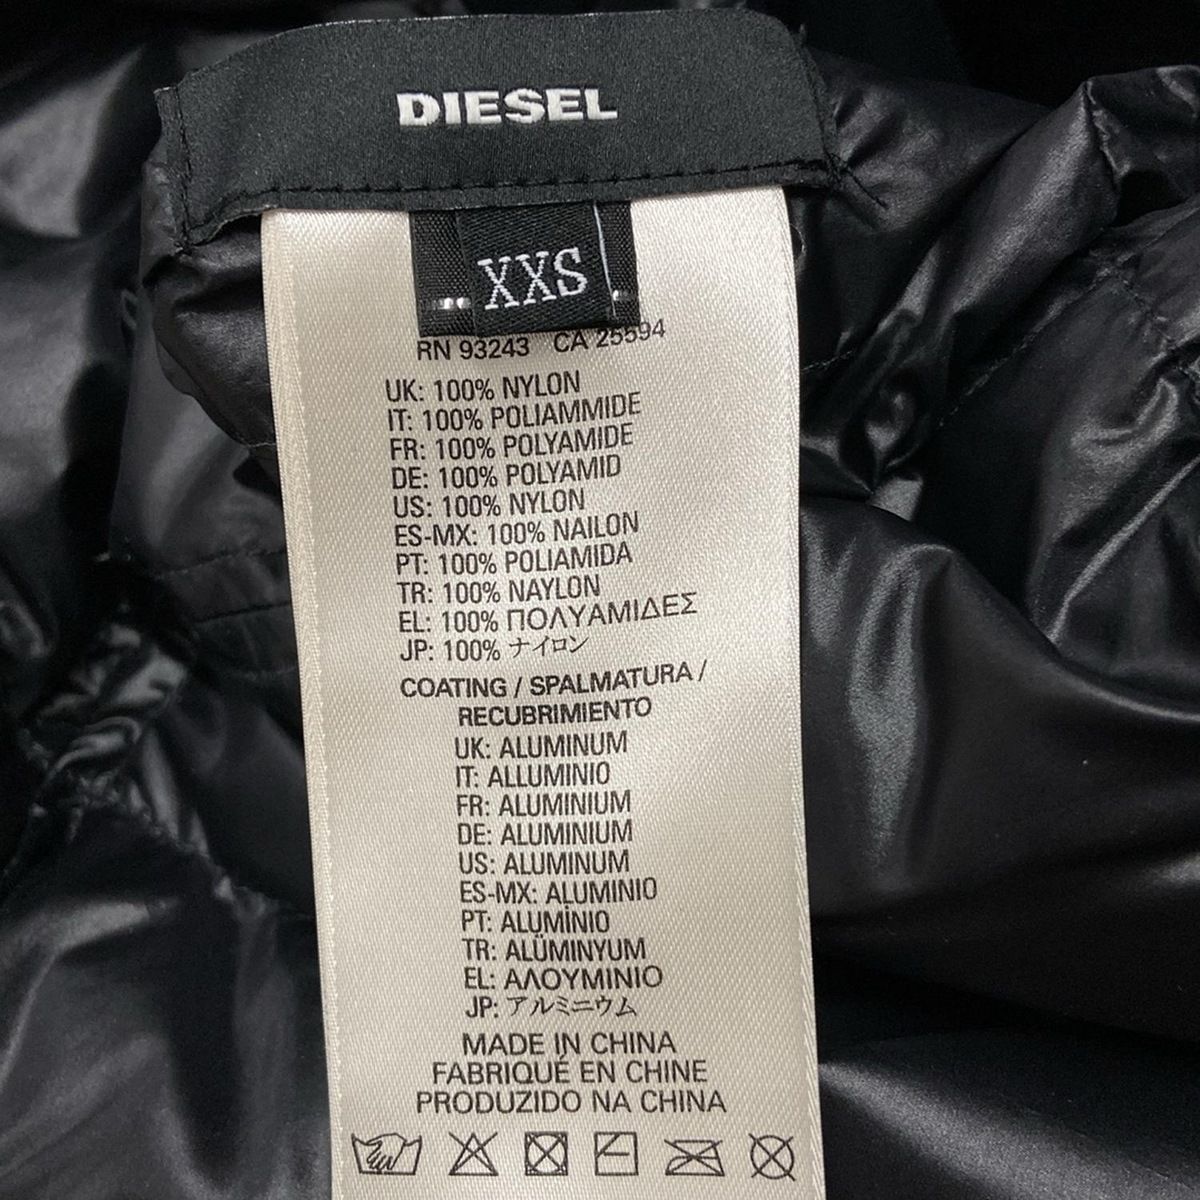 DIESEL
XXS
RN 93243 CA 25594
UK: 100% NYLON
IT: 100% POLIAMMIDE
FR: 100% POLYAMIDE
DE: 100% POLYAMID
US: 100% NYLON
ES-MX: 100% NAILON
PT: 100% POLIAMIDA
TR: 100% NAYLON
EL: 100% ΠΟΛΥΑΜΙΔΕΣ
JP: 100% ナイロン
COATING / SPALMATURA /
RECUBRIMIENTO
UK: ALUMINUM
IT: ALLUMINIO
FR: ALUMINIUM
DE: ALUMINIUM
US: ALUMINUM
ES-MX: ALUMINIO
PT: ALUMİNIO
TR: ALÜMINYUM
EL: ΑΛΟΥΜΙΝΙΟ
JP: アルミニウム
MADE IN CHINA
FABRIQUÉ EN CHINE
PRODUZIDO NA CHINA